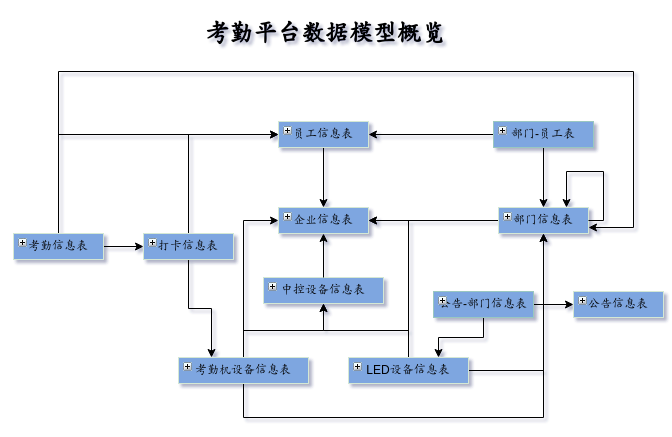 考勤平台数据模型概览
员工信息表
部门-员工表
企业信息表
部门信息表
考勤信息表
打卡信息表
中控设备信息表
公告-部门信息表
公告信息表
考勤机设备信息表
LED设备信息表